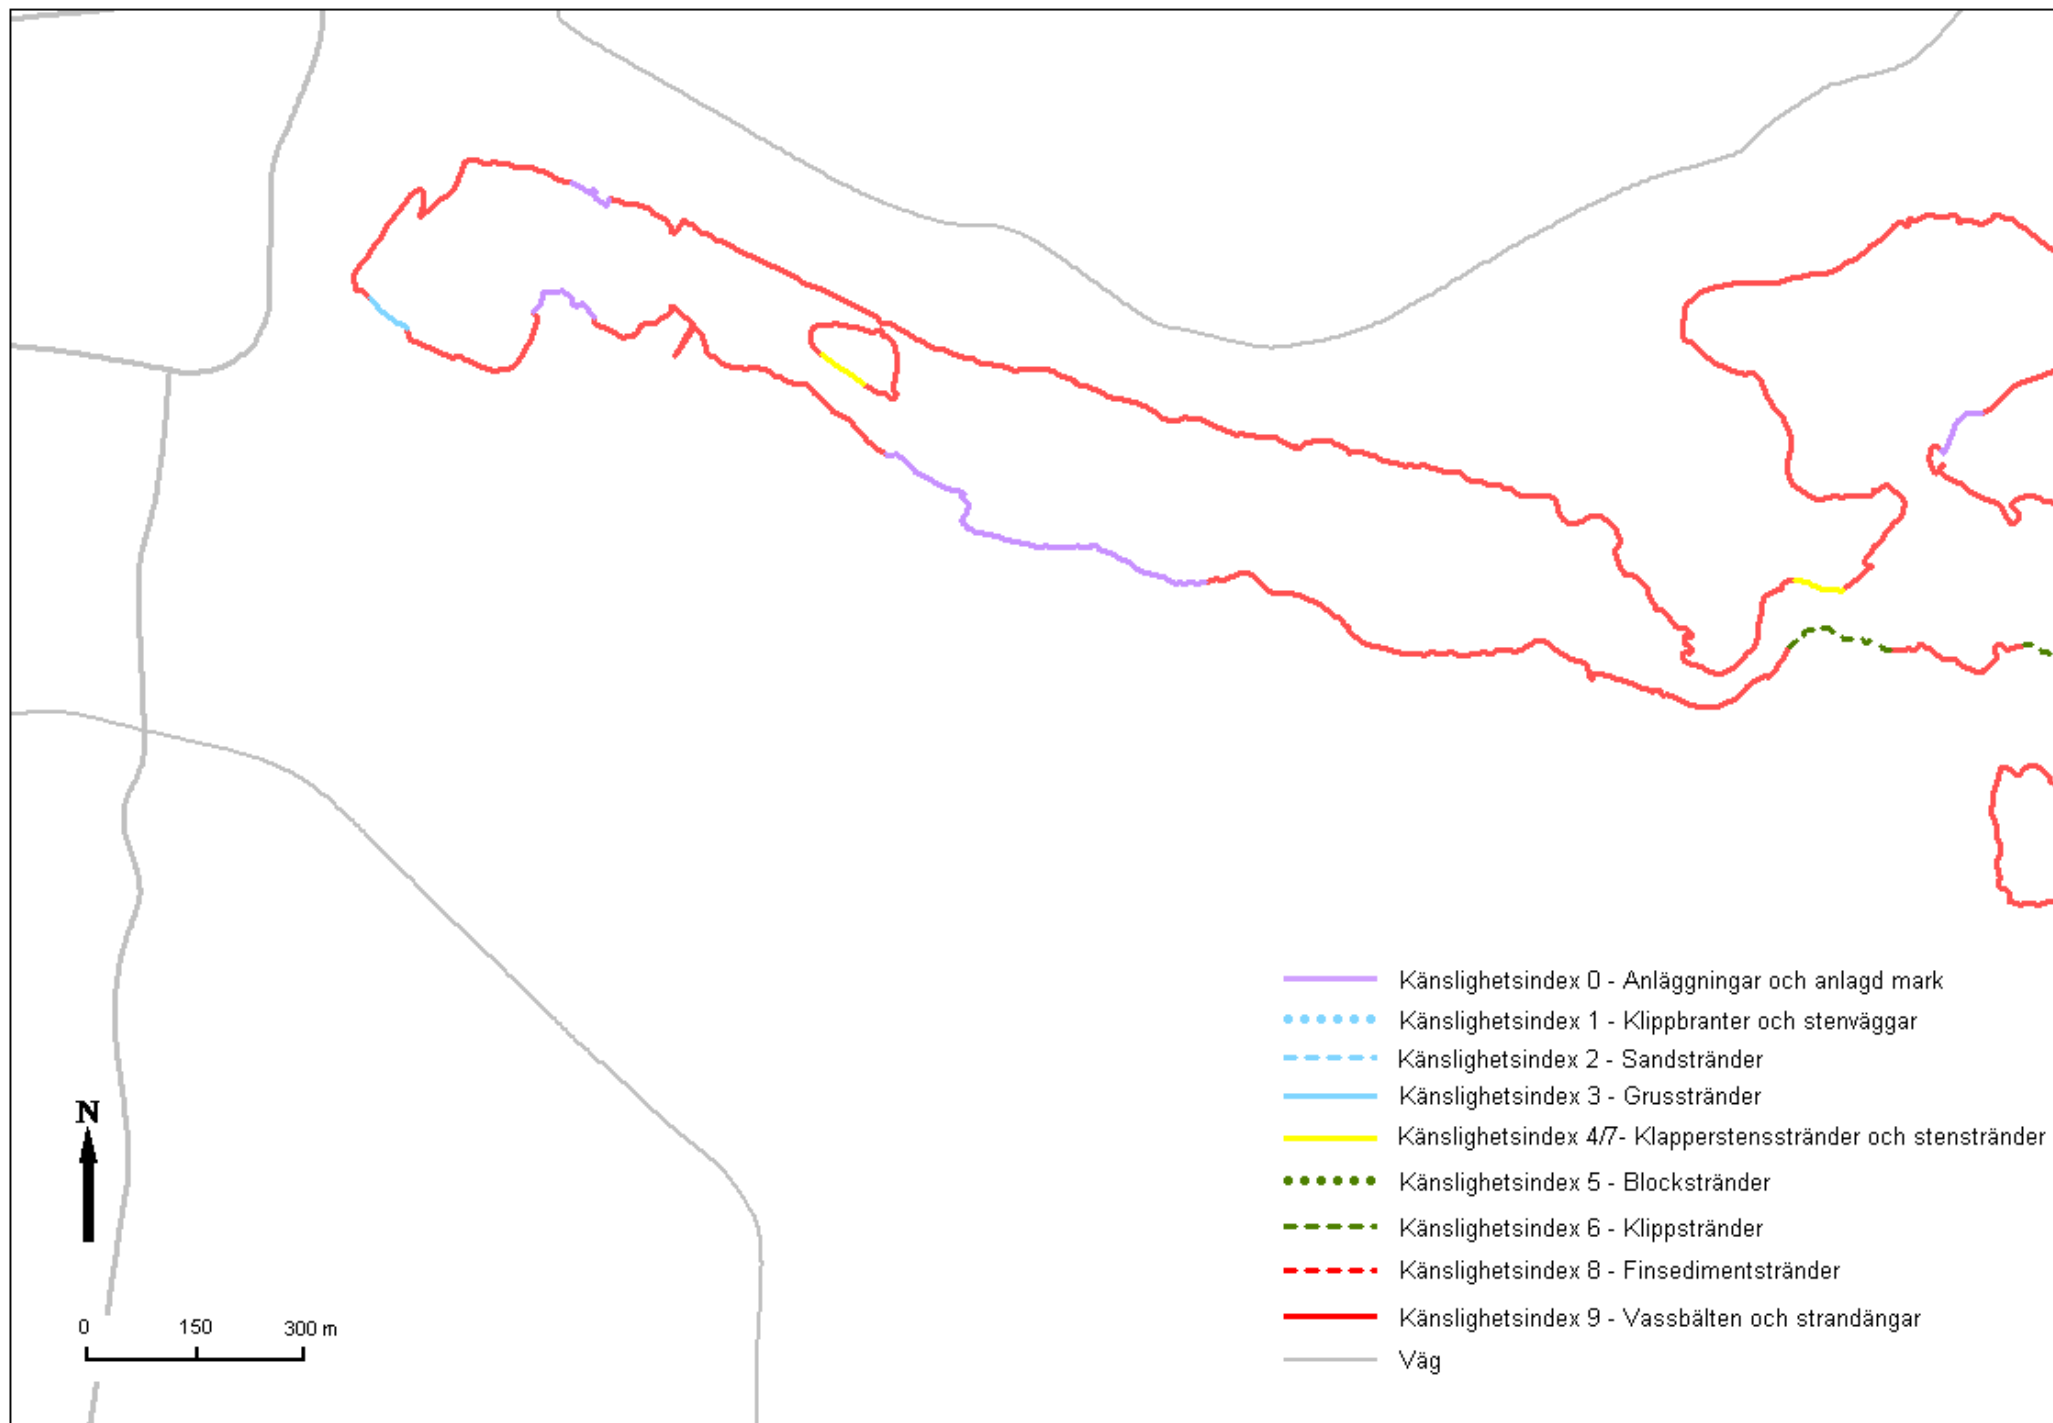 Känslighetsindex 0 - Anläggningar och anlagd mark
Känslighetsindex 1 - Klippbranter och stenväggar
Känslighetsindex 2 - Sandstränder
Känslighetsindex 3 - Grusstränder
Känslighetsindex 4/7- Klapperstensstränder och stenstränder
Känslighetsindex 5 - Blockstränder
Känslighetsindex 6 - Klippstränder
Känslighetsindex 8 - Finsedimentstränder
Känslighetsindex 9 - Vassbälten och strandängar
Väg
N
0 150 300 m